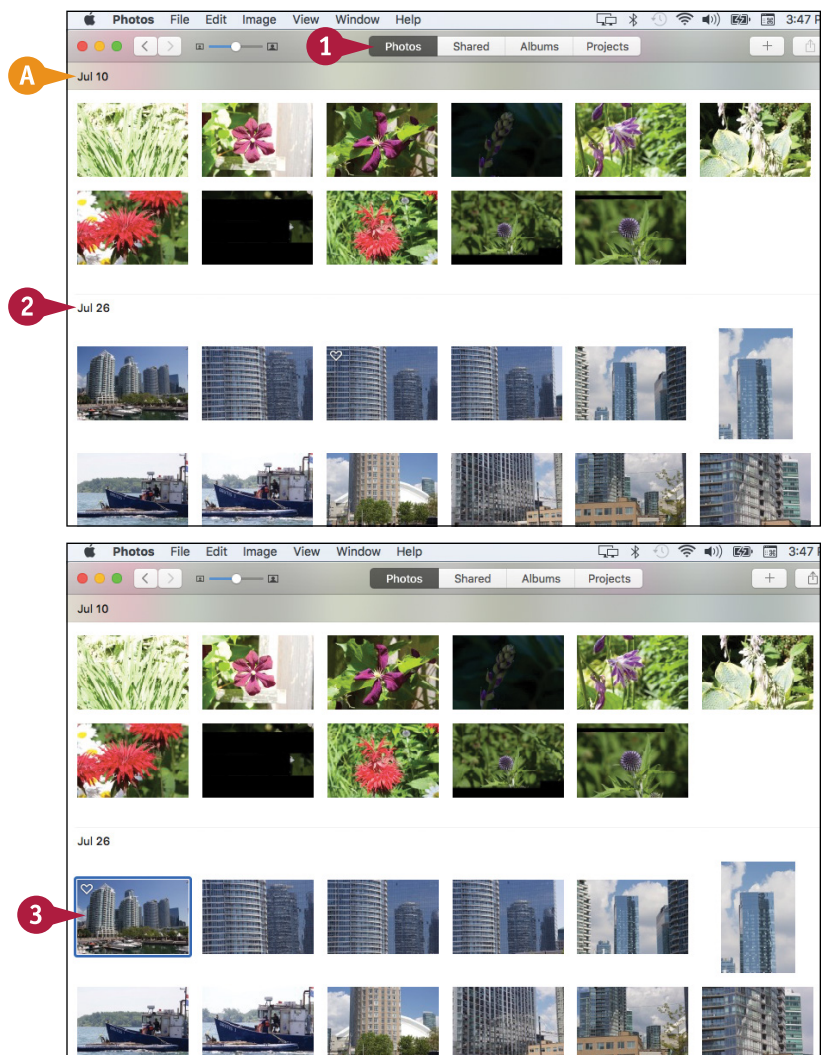 Photos File Edit Image View Window Help 3:47 P
1 Photos Shared Albums Projects
A Jul 10
2 Jul 26
Photos File Edit Image View Window Help 3:47 P
Photos Shared Albums Projects
Jul 10
Jul 26
3